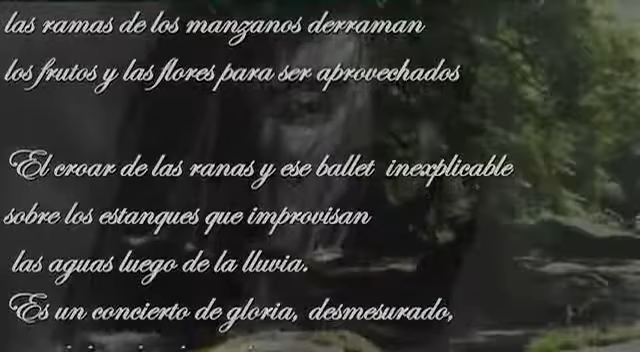 las ramas de los manzanos derraman
los frutos y las flores para ser aprovechados
El croar de las ranas y ese ballet inexplicable
sobre los estanques que improvisan
las aguas luego de la lluvia.
Es un concierto de gloria, desmesurado,